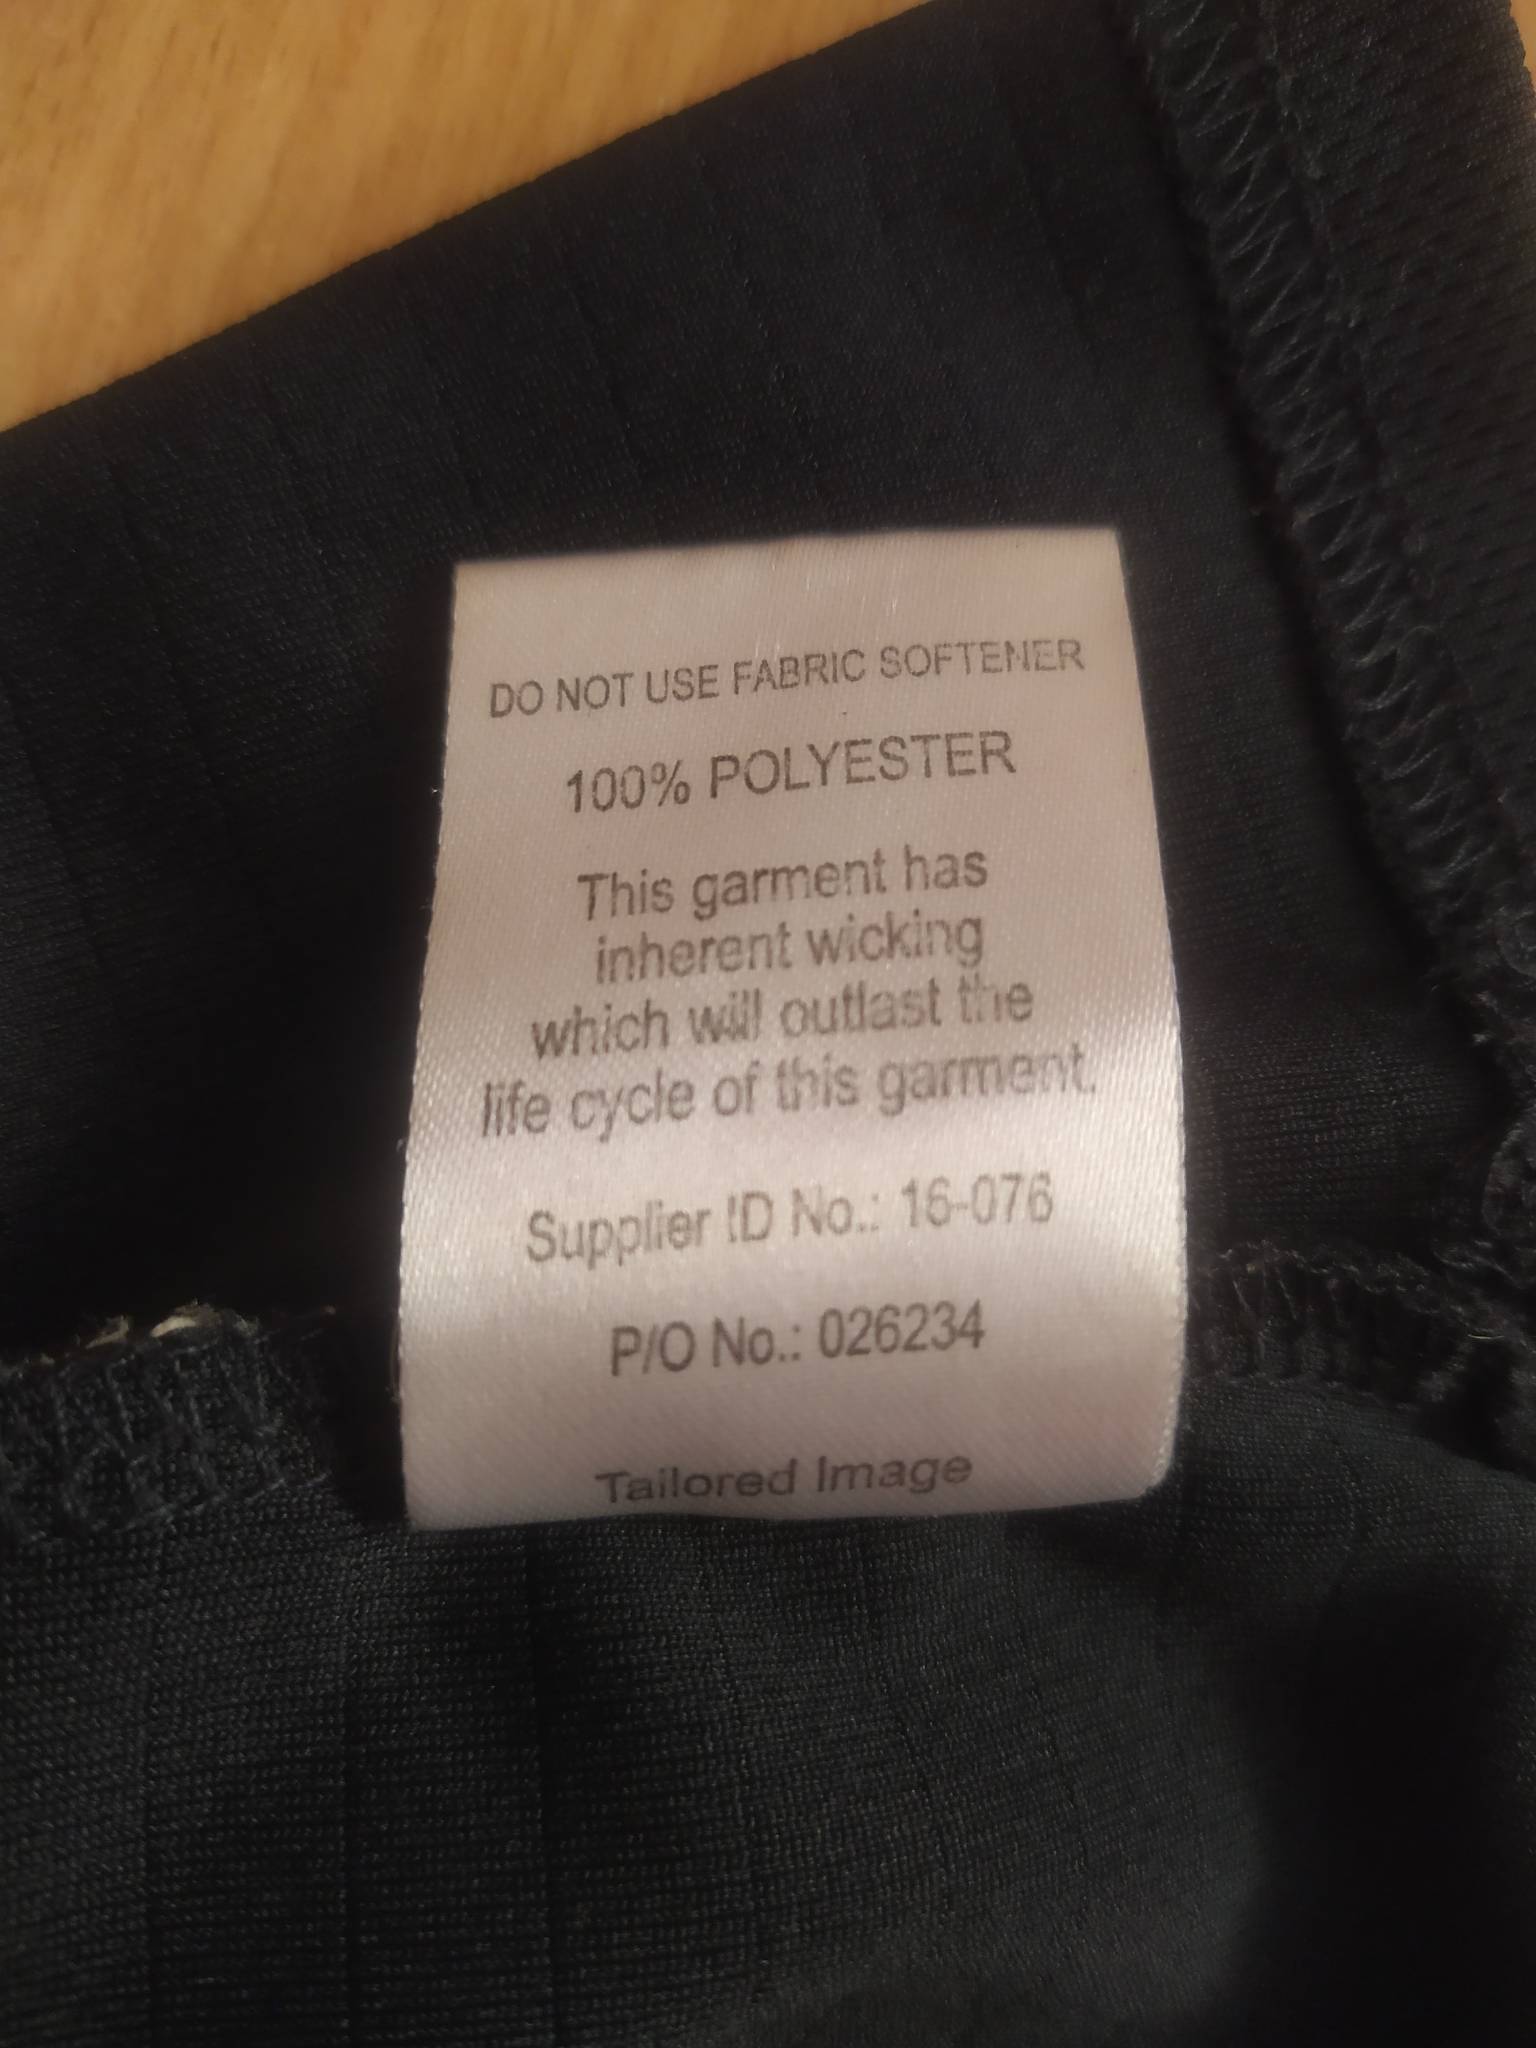 DO NOT USE FABRIC SOFTENER
100% POLYESTER
This garment has
inherent wicking
which will outlast the
life cycle of this garment.
Supplier ID No.: 16-076
P/O No.: 026234
Tailored Image